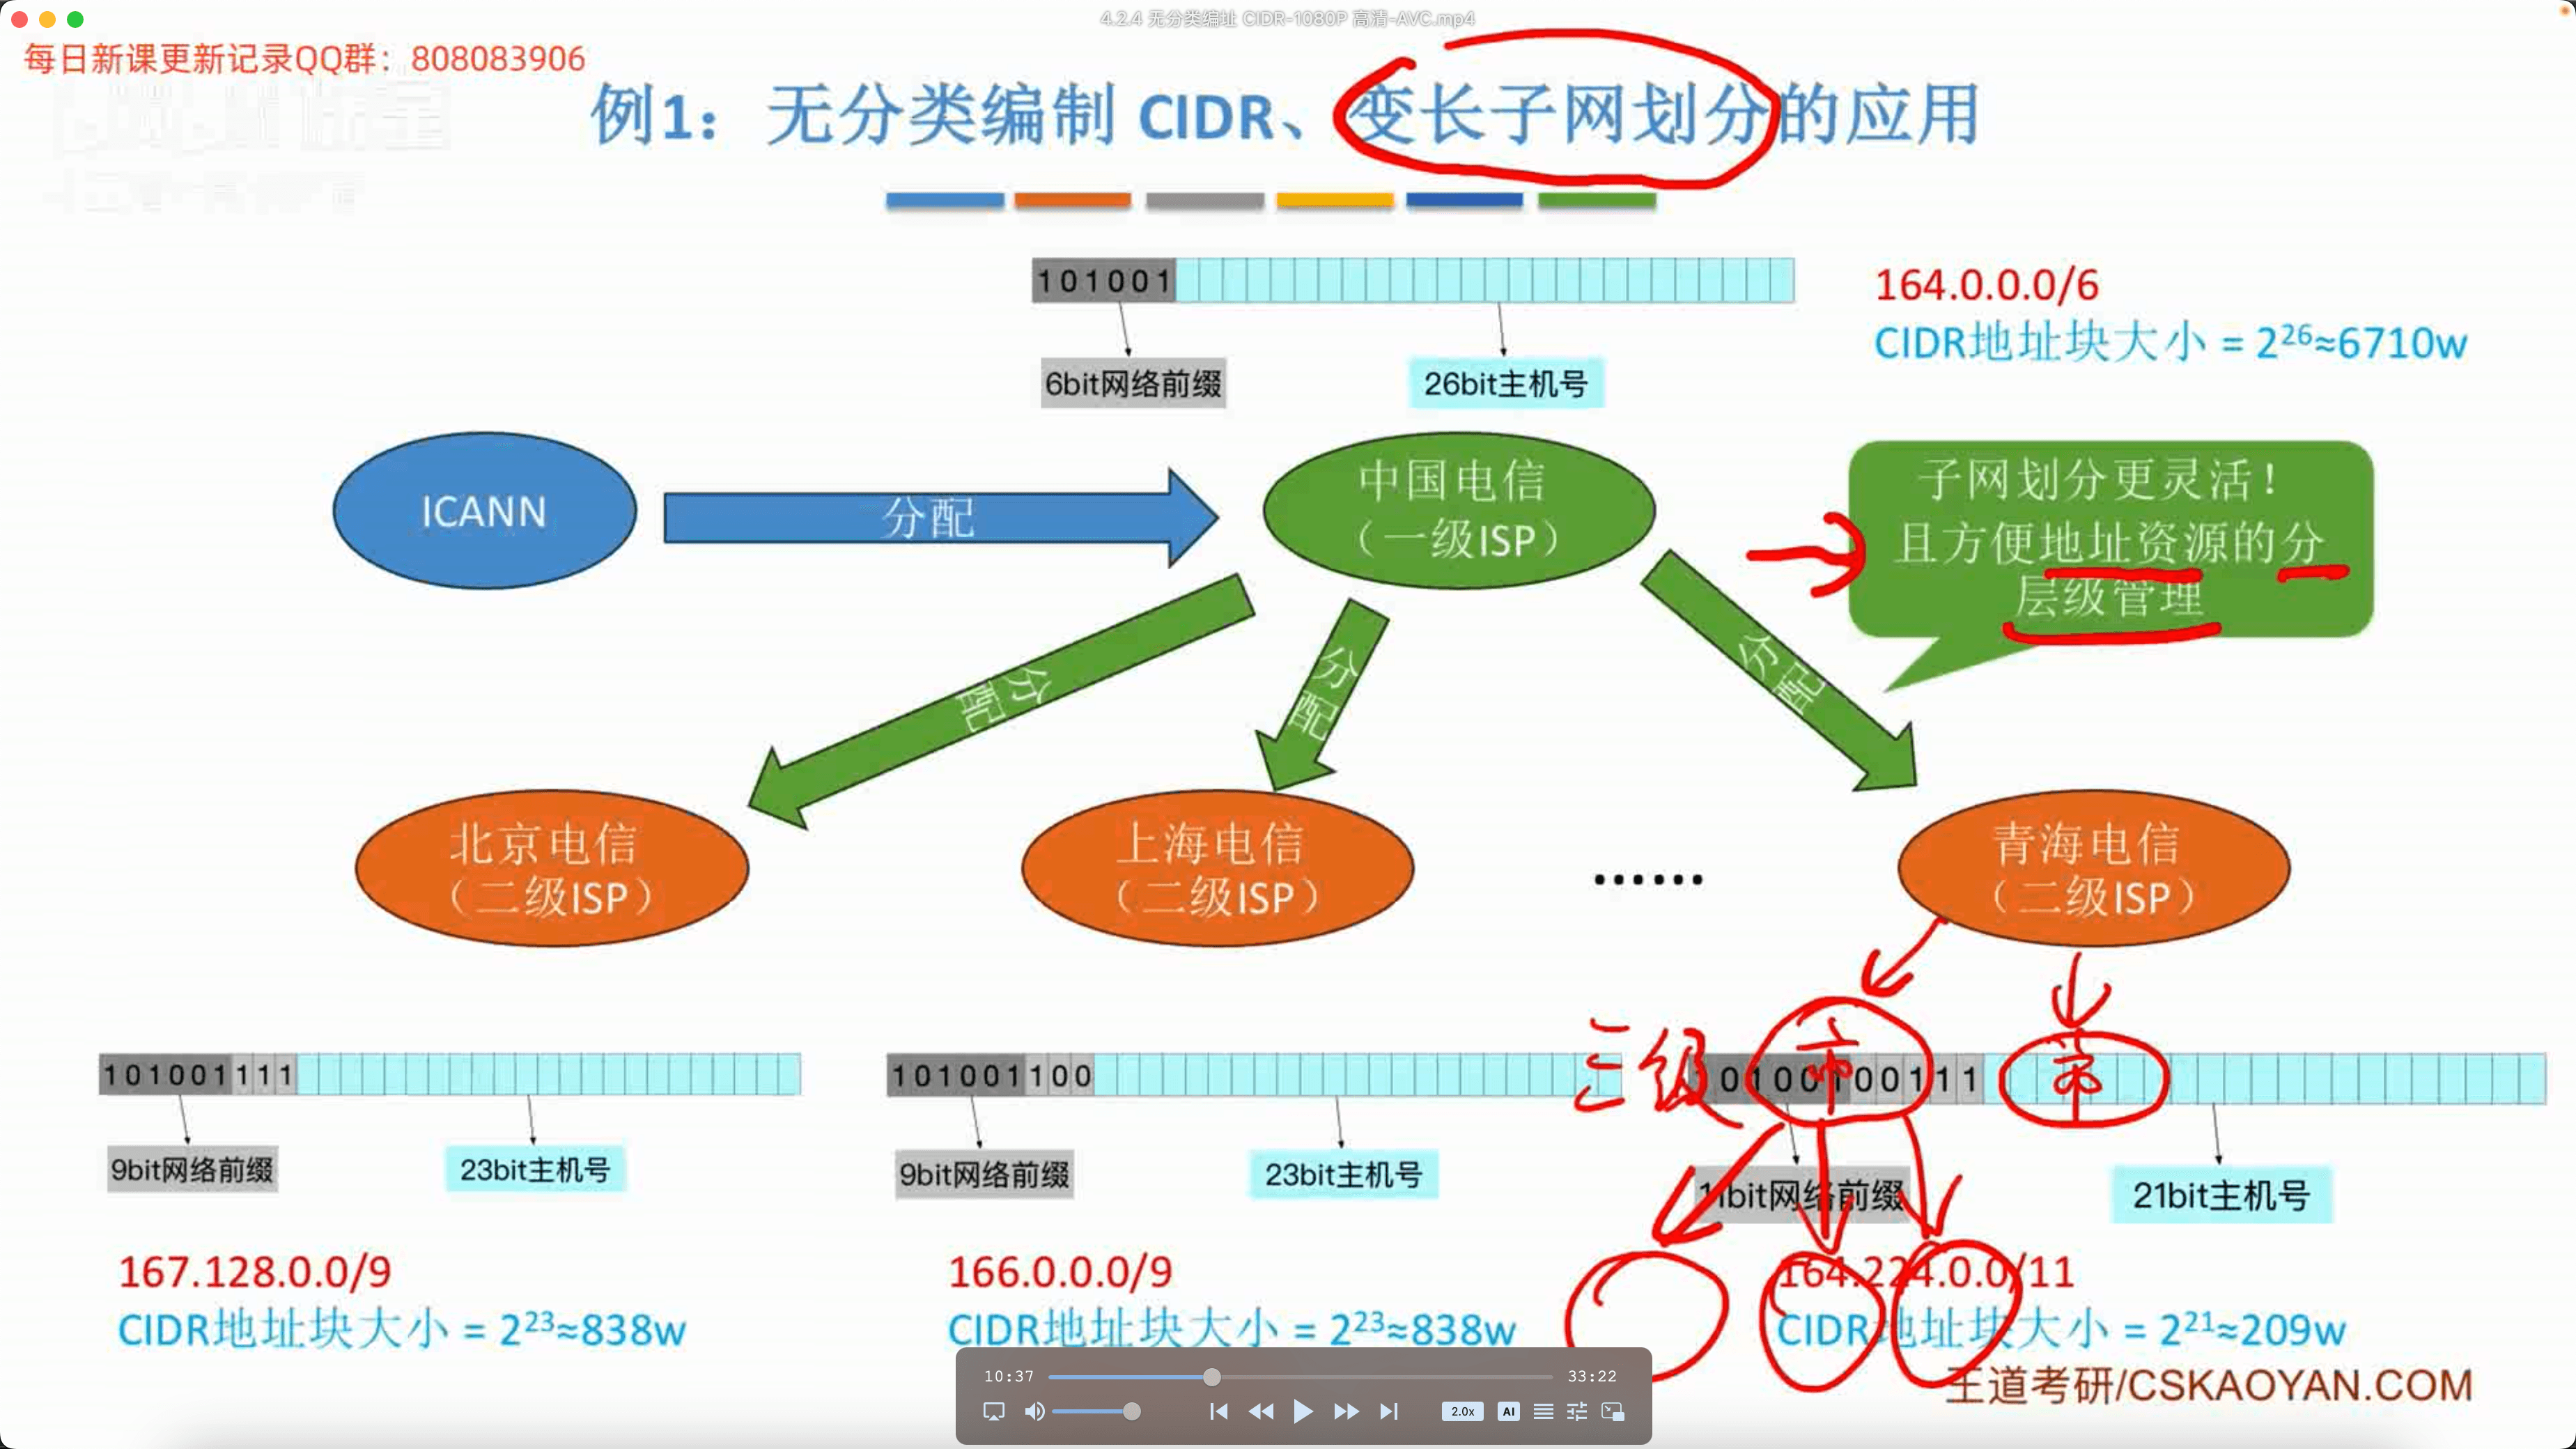 4.2.4 无分类编址 CIDR-1080P 高清-AVC.mp4
每日新课更新记录QQ群：808083906
例1：无分类编制 CIDR、变长子网划分的应用
101001
6bit网络前缀
26bit主机号
164.0.0.0/6
CIDR地址块大小 = 2²⁶≈6710w
ICANN
分配
中国电信
（一级ISP）
子网划分更灵活！
且方便地址资源的分
层级管理
分配
分配
分配
北京电信
（二级ISP）
上海电信
（二级ISP）
……
青海电信
（二级ISP）
101001111
9bit网络前缀
23bit主机号
167.128.0.0/9
CIDR地址块大小 = 2²³≈838w
101001100
9bit网络前缀
23bit主机号
166.0.0.0/9
CIDR地址块大小 = 2²³≈838w
三级
市
市
10100100111
11bit网络前缀
21bit主机号
164.224.0.0/11
CIDR地址块大小 = 2²¹≈209w
王道考研/CSKAOYAN.COM
10:37
33:22
2.0x
AI